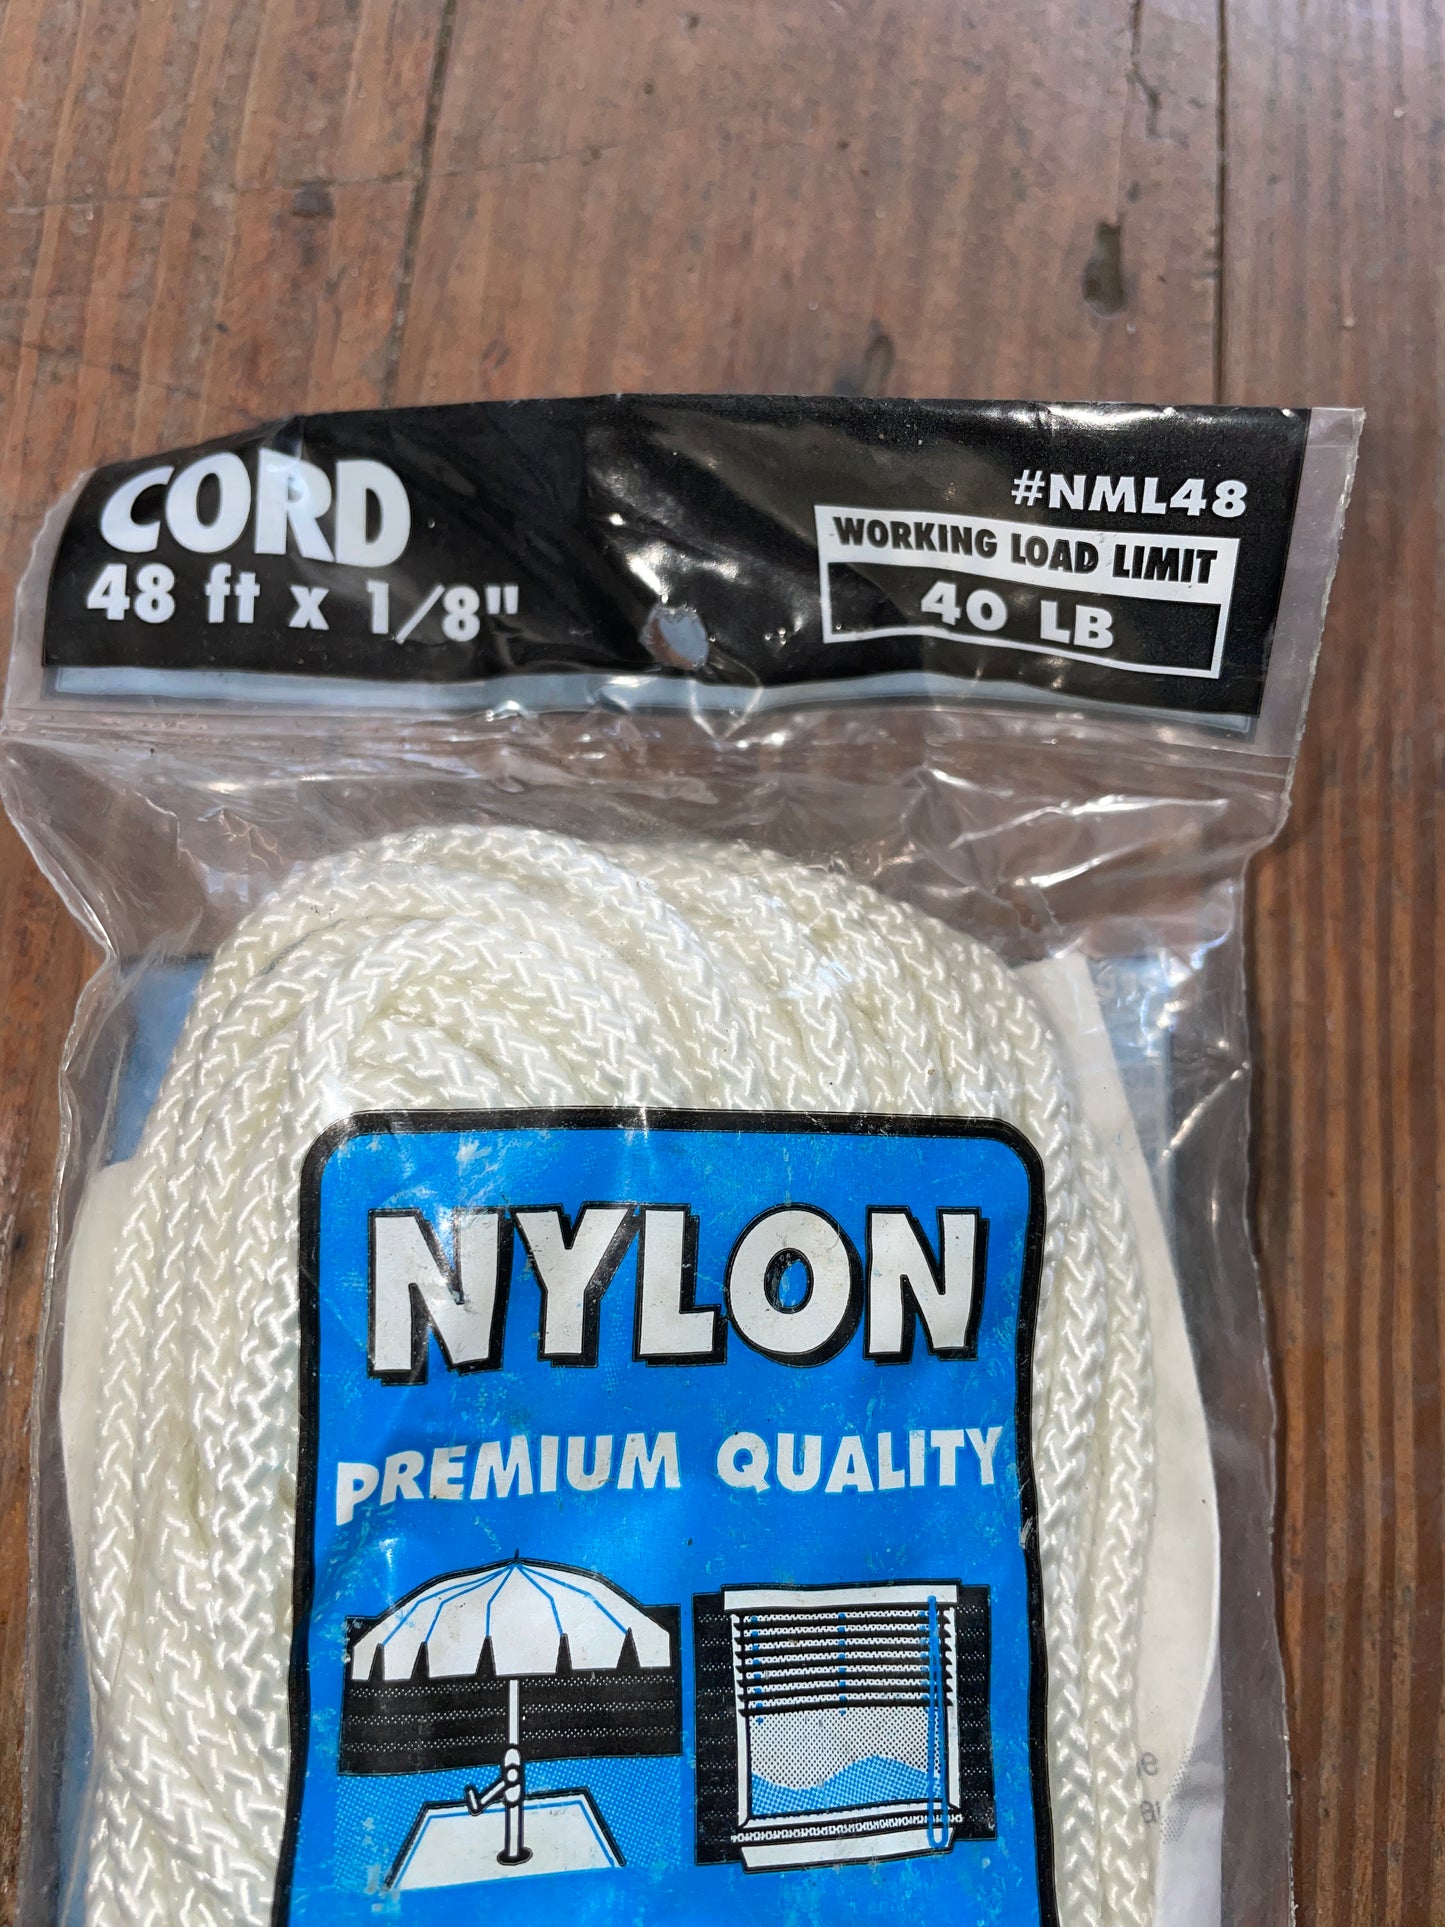 CORD
48 ft x 1/8"
#NML48
WORKING LOAD LIMIT
40 LB
NYLON
PREMIUM QUALITY